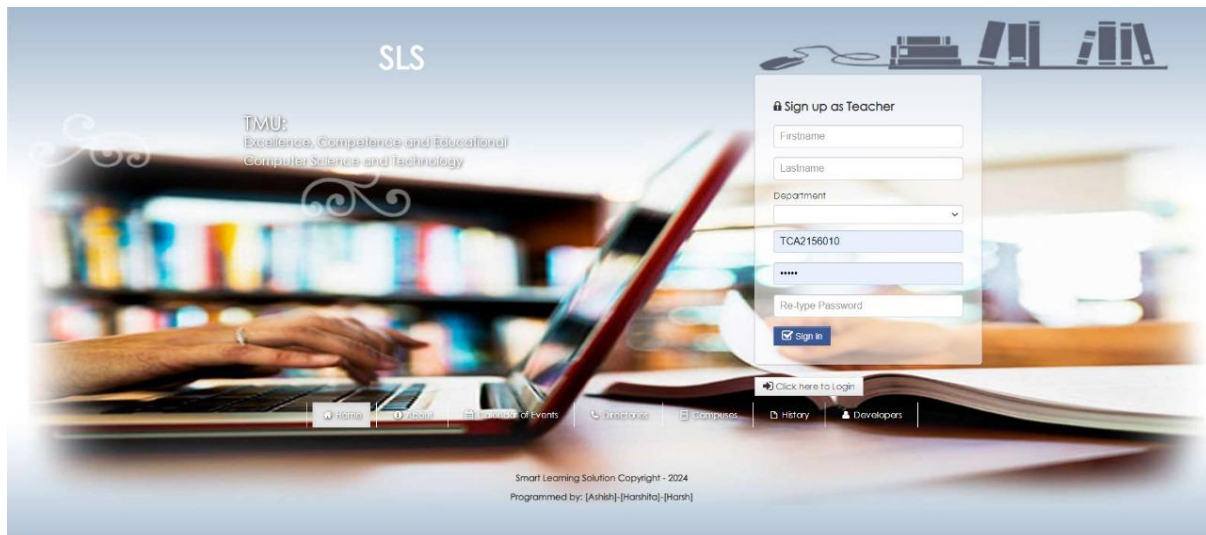 SLS
TMU:
Excellence, Competence and Educational
Computer Science and Technology
Sign up as Teacher
Firstname
Lastname
Department
TCA2156010
•••••
Re-type Password
Sign in
Click here to Login
Home About Calendar of Events Directories Campuses History Developers
Smart Learning Solution Copyright - 2024
Programmed by: [Ashish]-[Harshita]-[Harsh]